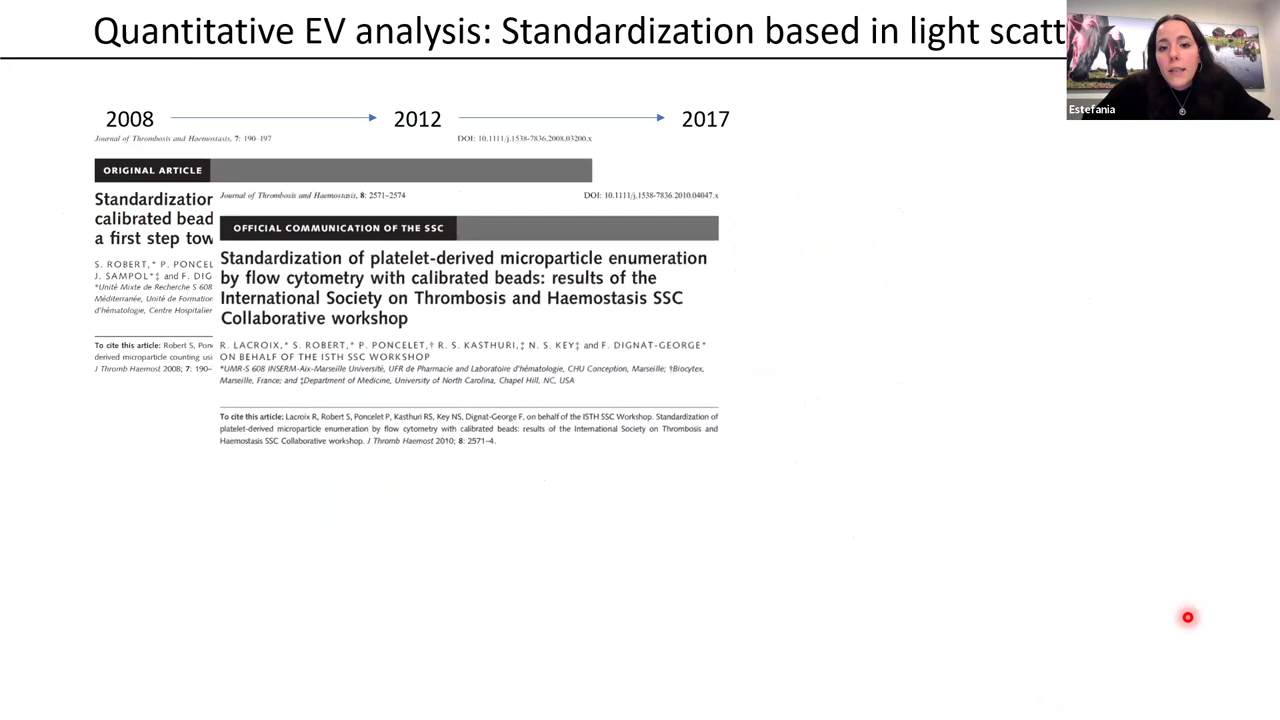 Quantitative EV analysis: Standardization based in light scatt
Estefania
2008 2012 2017
Journal of Thrombosis and Haemostasis, 7: 190–197 DOI: 10.1111/j.1538-7836.2008.03200.x
ORIGINAL ARTICLE
Standardization
calibrated bead
a first step tow
S. ROBERT,* P. PONCEL
J. SAMPOL*‡ and F. DIG
*Unité Mixte de Recherche S 608
Méditerranée, Unité de Formation
d'hématologie, Centre Hospitalier
To cite this article: Robert S, Pon
derived microparticle counting usi
J Thromb Haemost 2008; 7: 190–
Journal of Thrombosis and Haemostasis, 8: 2571–2574 DOI: 10.1111/j.1538-7836.2010.04047.x
OFFICIAL COMMUNICATION OF THE SSC
Standardization of platelet-derived microparticle enumeration
by flow cytometry with calibrated beads: results of the
International Society on Thrombosis and Haemostasis SSC
Collaborative workshop
R. LACROIX,* S. ROBERT,* P. PONCELET,† R. S. KASTHURI,‡ N. S. KEY‡ and F. DIGNAT-GEORGE*
ON BEHALF OF THE ISTH SSC WORKSHOP
*UMR-S 608 INSERM-Aix-Marseille Université, UFR de Pharmacie and Laboratoire d'hématologie, CHU Conception, Marseille; †Biocytex,
Marseille, France; and ‡Department of Medicine, University of North Carolina, Chapel Hill, NC, USA
To cite this article: Lacroix R, Robert S, Poncelet P, Kasthuri RS, Key NS, Dignat-George F, on behalf of the ISTH SSC Workshop. Standardization of
platelet-derived microparticle enumeration by flow cytometry with calibrated beads: results of the International Society on Thrombosis and
Haemostasis SSC Collaborative workshop. J Thromb Haemost 2010; 8: 2571–4.